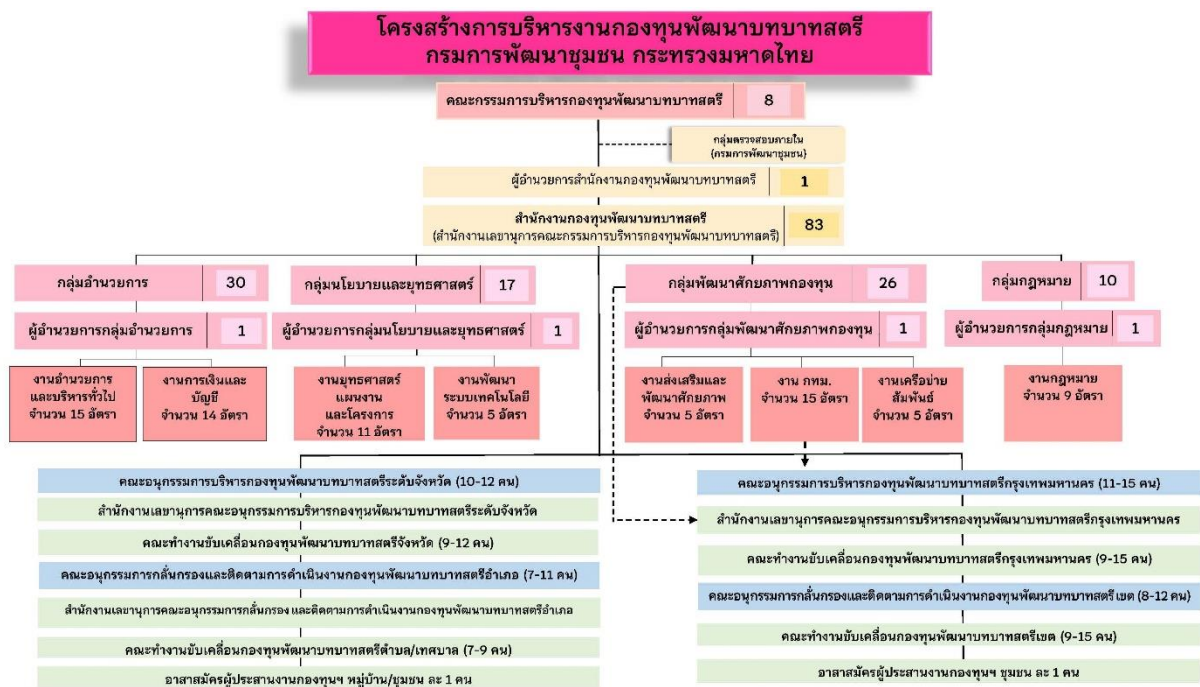 โครงสร้างการบริหารงานกองทุนพัฒนาบทบาทสตรี
กรมการพัฒนาชุมชน กระทรวงมหาดไทย
คณะกรรมการบริหารกองทุนพัฒนาบทบาทสตรี 8
กลุ่มตรวจสอบภายใน
(กรมการพัฒนาชุมชน)
ผู้อำนวยการสำนักงานกองทุนพัฒนาบทบาทสตรี 1
สำนักงานกองทุนพัฒนาบทบาทสตรี
(สำนักงานเลขานุการคณะกรรมการบริหารกองทุนพัฒนาบทบาทสตรี)
83
กลุ่มอำนวยการ 30
ผู้อำนวยการกลุ่มอำนวยการ 1
งานอำนวยการ
และบริหารทั่วไป
จำนวน 15 อัตรา
งานการเงินและ
บัญชี
จำนวน 14 อัตรา
กลุ่มนโยบายและยุทธศาสตร์ 17
ผู้อำนวยการกลุ่มนโยบายและยุทธศาสตร์ 1
งานยุทธศาสตร์
แผนงาน
และโครงการ
จำนวน 11 อัตรา
งานพัฒนา
ระบบเทคโนโลยี
จำนวน 5 อัตรา
กลุ่มพัฒนาศักยภาพกองทุน 26
ผู้อำนวยการกลุ่มพัฒนาศักยภาพกองทุน 1
งานส่งเสริมและ
พัฒนาศักยภาพ
จำนวน 5 อัตรา
งาน กทม.
จำนวน 15 อัตรา
งานเครือข่าย
สัมพันธ์
จำนวน 5 อัตรา
กลุ่มกฎหมาย 10
ผู้อำนวยการกลุ่มกฎหมาย 1
งานกฎหมาย
จำนวน 9 อัตรา
คณะอนุกรรมการบริหารกองทุนพัฒนาบทบาทสตรีระดับจังหวัด (10-12 คน)
สำนักงานเลขานุการคณะอนุกรรมการบริหารกองทุนพัฒนาบทบาทสตรีระดับจังหวัด
คณะทำงานขับเคลื่อนกองทุนพัฒนาบทบาทสตรีจังหวัด (9-12 คน)
คณะอนุกรรมการกลั่นกรองและติดตามการดำเนินงานกองทุนพัฒนาบทบาทสตรีอำเภอ (7-11 คน)
สำนักงานเลขานุการคณะอนุกรรมการกลั่นกรอง และติดตามการดำเนินงานกองทุนพัฒนาบทบาทสตรีอำเภอ
คณะทำงานขับเคลื่อนกองทุนพัฒนาบทบาทสตรีตำบล/เทศบาล (7-9 คน)
อาสาสมัครผู้ประสานงานกองทุนฯ หมู่บ้าน/ชุมชน ละ 1 คน
คณะอนุกรรมการบริหารกองทุนพัฒนาบทบาทสตรีกรุงเทพมหานคร (11-15 คน)
สำนักงานเลขานุการคณะอนุกรรมการบริหารกองทุนพัฒนาบทบาทสตรีกรุงเทพมหานคร
คณะทำงานขับเคลื่อนกองทุนพัฒนาบทบาทสตรีกรุงเทพมหานคร (9-15 คน)
คณะอนุกรรมการกลั่นกรองและติดตามการดำเนินงานกองทุนพัฒนาบทบาทสตรีเขต (8-12 คน)
คณะทำงานขับเคลื่อนกองทุนพัฒนาบทบาทสตรีเขต (9-15 คน)
อาสาสมัครผู้ประสานงานกองทุนฯ ชุมชน ละ 1 คน